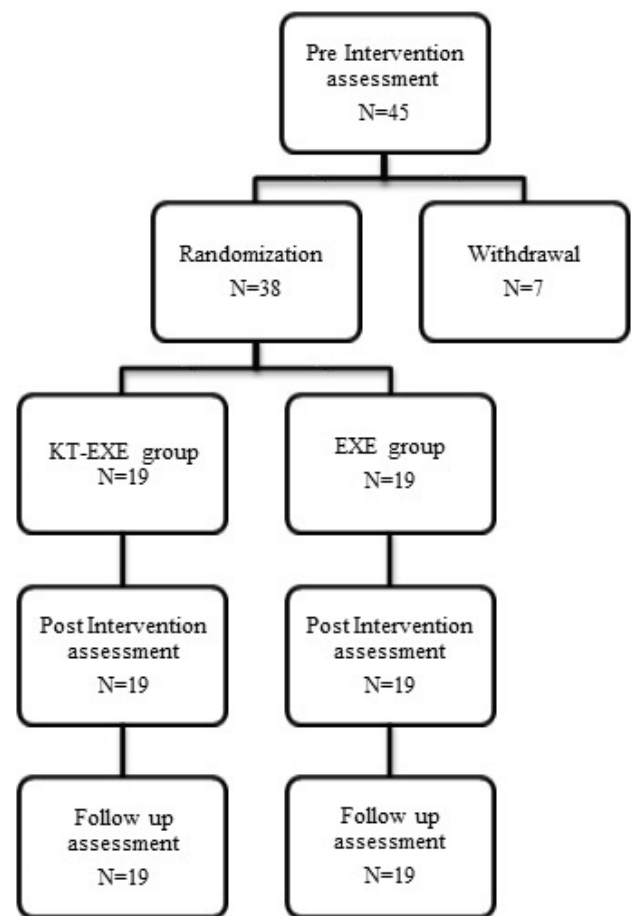 Pre Intervention
assessment
N=45
Randomization
N=38
Withdrawal
N=7
KT-EXE group
N=19
EXE group
N=19
Post Intervention
assessment
N=19
Post Intervention
assessment
N=19
Follow up
assessment
N=19
Follow up
assessment
N=19